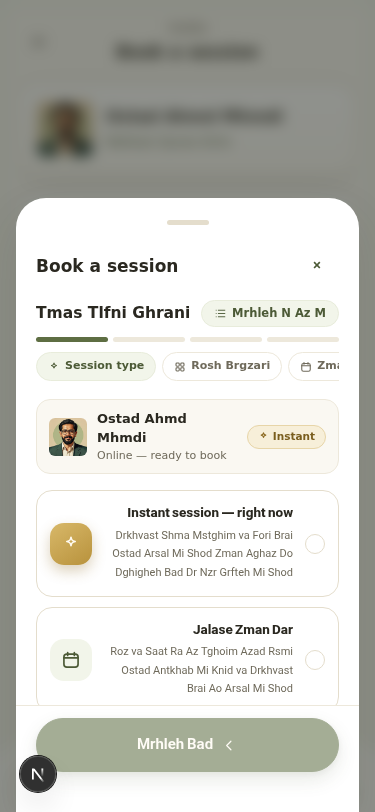 Book a session
Book a session
×
Tmas Tlfni Ghrani
Mrhleh N Az M
Session type
Rosh Brgzari
Zma
Ostad Ahmd
Mhmdi
Online — ready to book
Instant
Instant session — right now
Drkhvast Shma Mstghim va Fori Brai
Ostad Arsal Mi Shod Zman Aghaz Do
Dghigheh Bad Dr Nzr Grfteh Mi Shod
Jalase Zman Dar
Roz va Saat Ra Az Tghoim Azad Rsmi
Ostad Antkhab Mi Knid va Drkhvast
Brai Ao Arsal Mi Shod
Mrhleh Bad
N